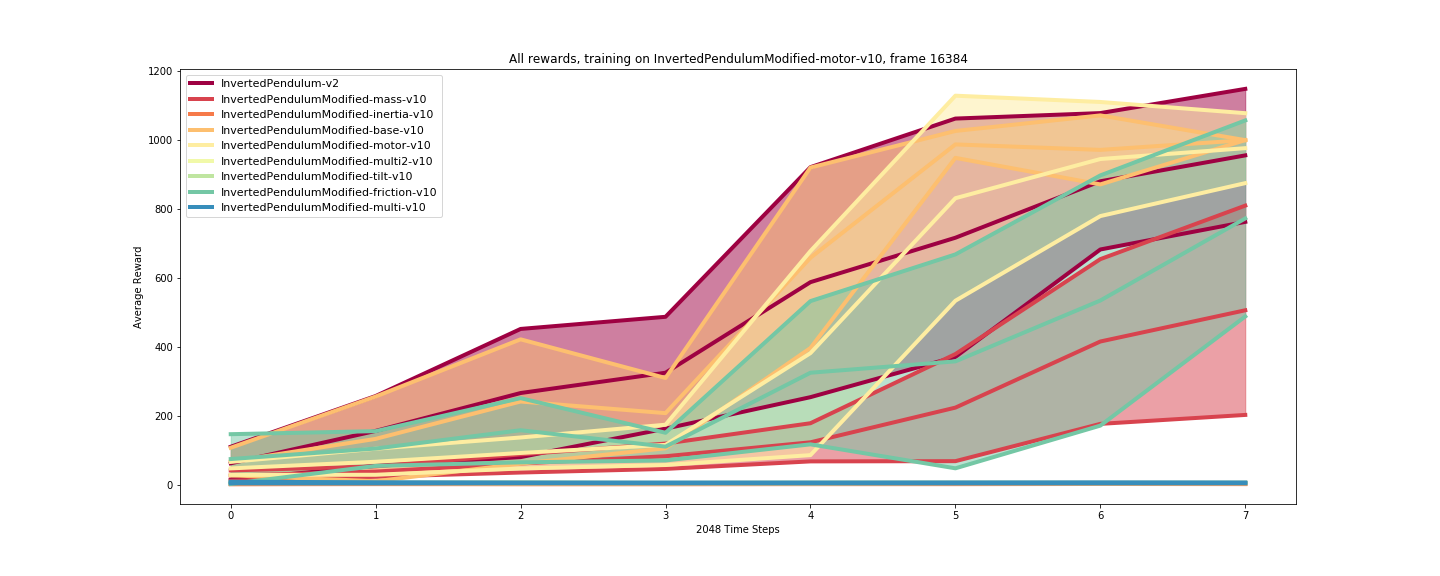 All rewards, training on InvertedPendulumModified-motor-v10, frame 16384
1200
1000
800
600
400
200
0
Average Reward
InvertedPendulum-v2
InvertedPendulumModified-mass-v10
InvertedPendulumModified-inertia-v10
InvertedPendulumModified-base-v10
InvertedPendulumModified-motor-v10
InvertedPendulumModified-multi2-v10
InvertedPendulumModified-tilt-v10
InvertedPendulumModified-friction-v10
InvertedPendulumModified-multi-v10
0 1 2 3 4 5 6 7
2048 Time Steps